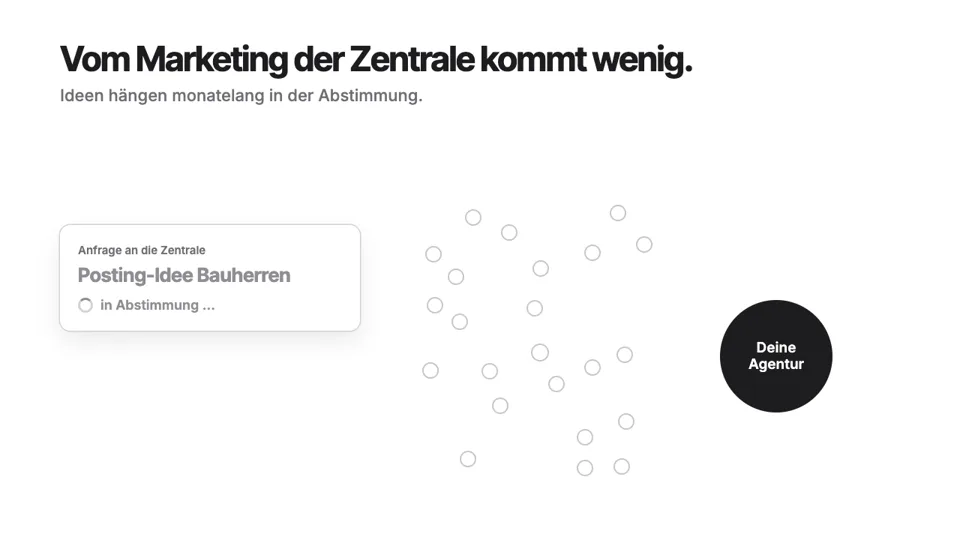 Vom Marketing der Zentrale kommt wenig.
Ideen hängen monatelang in der Abstimmung.
Anfrage an die Zentrale
Posting-Idee Bauherren
in Abstimmung ...
Deine
Agentur